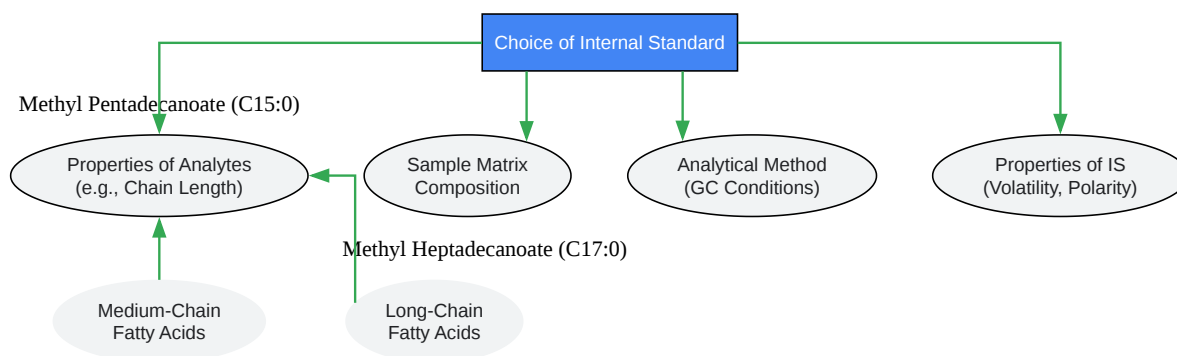 Choice of Internal Standard
Methyl Pentadecanoate (C15:0)
Properties of Analytes
(e.g., Chain Length)
Sample Matrix
Composition
Analytical Method
(GC Conditions)
Properties of IS
(Volatility, Polarity)
Methyl Heptadecanoate (C17:0)
Medium-Chain
Fatty Acids
Long-Chain
Fatty Acids